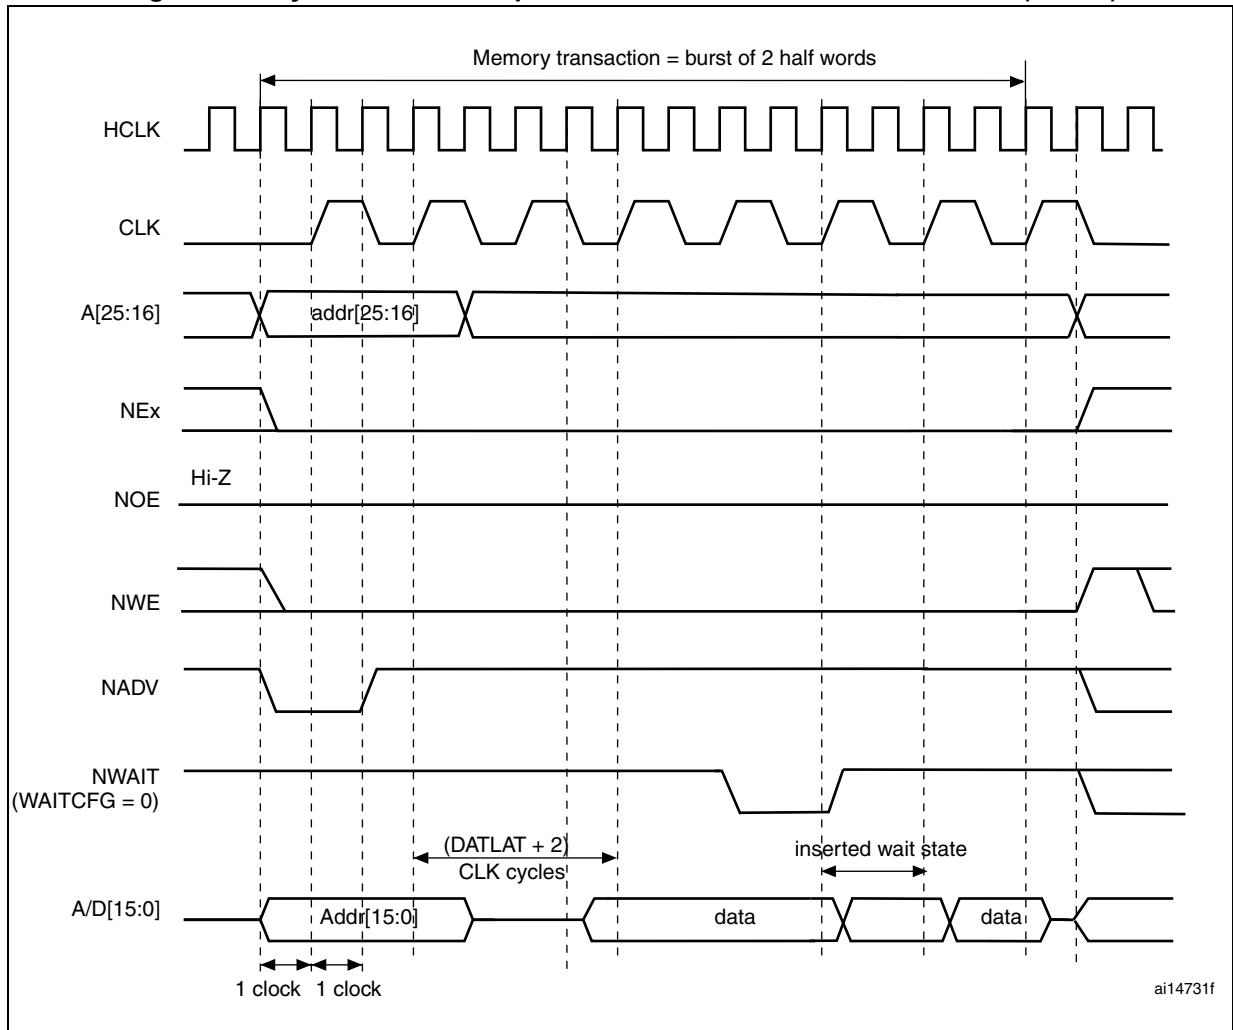 Memory transaction = burst of 2 half words
HCLK
CLK
A[25:16]
addr[25:16]
NEx
Hi-Z
NOE
NWE
NADV
NWAIT
(WAITCFG = 0)
(DATLAT + 2)
CLK cycles
inserted wait state
A/D[15:0]
Addr[15:0]
data
data
1 clock 1 clock
ai14731f